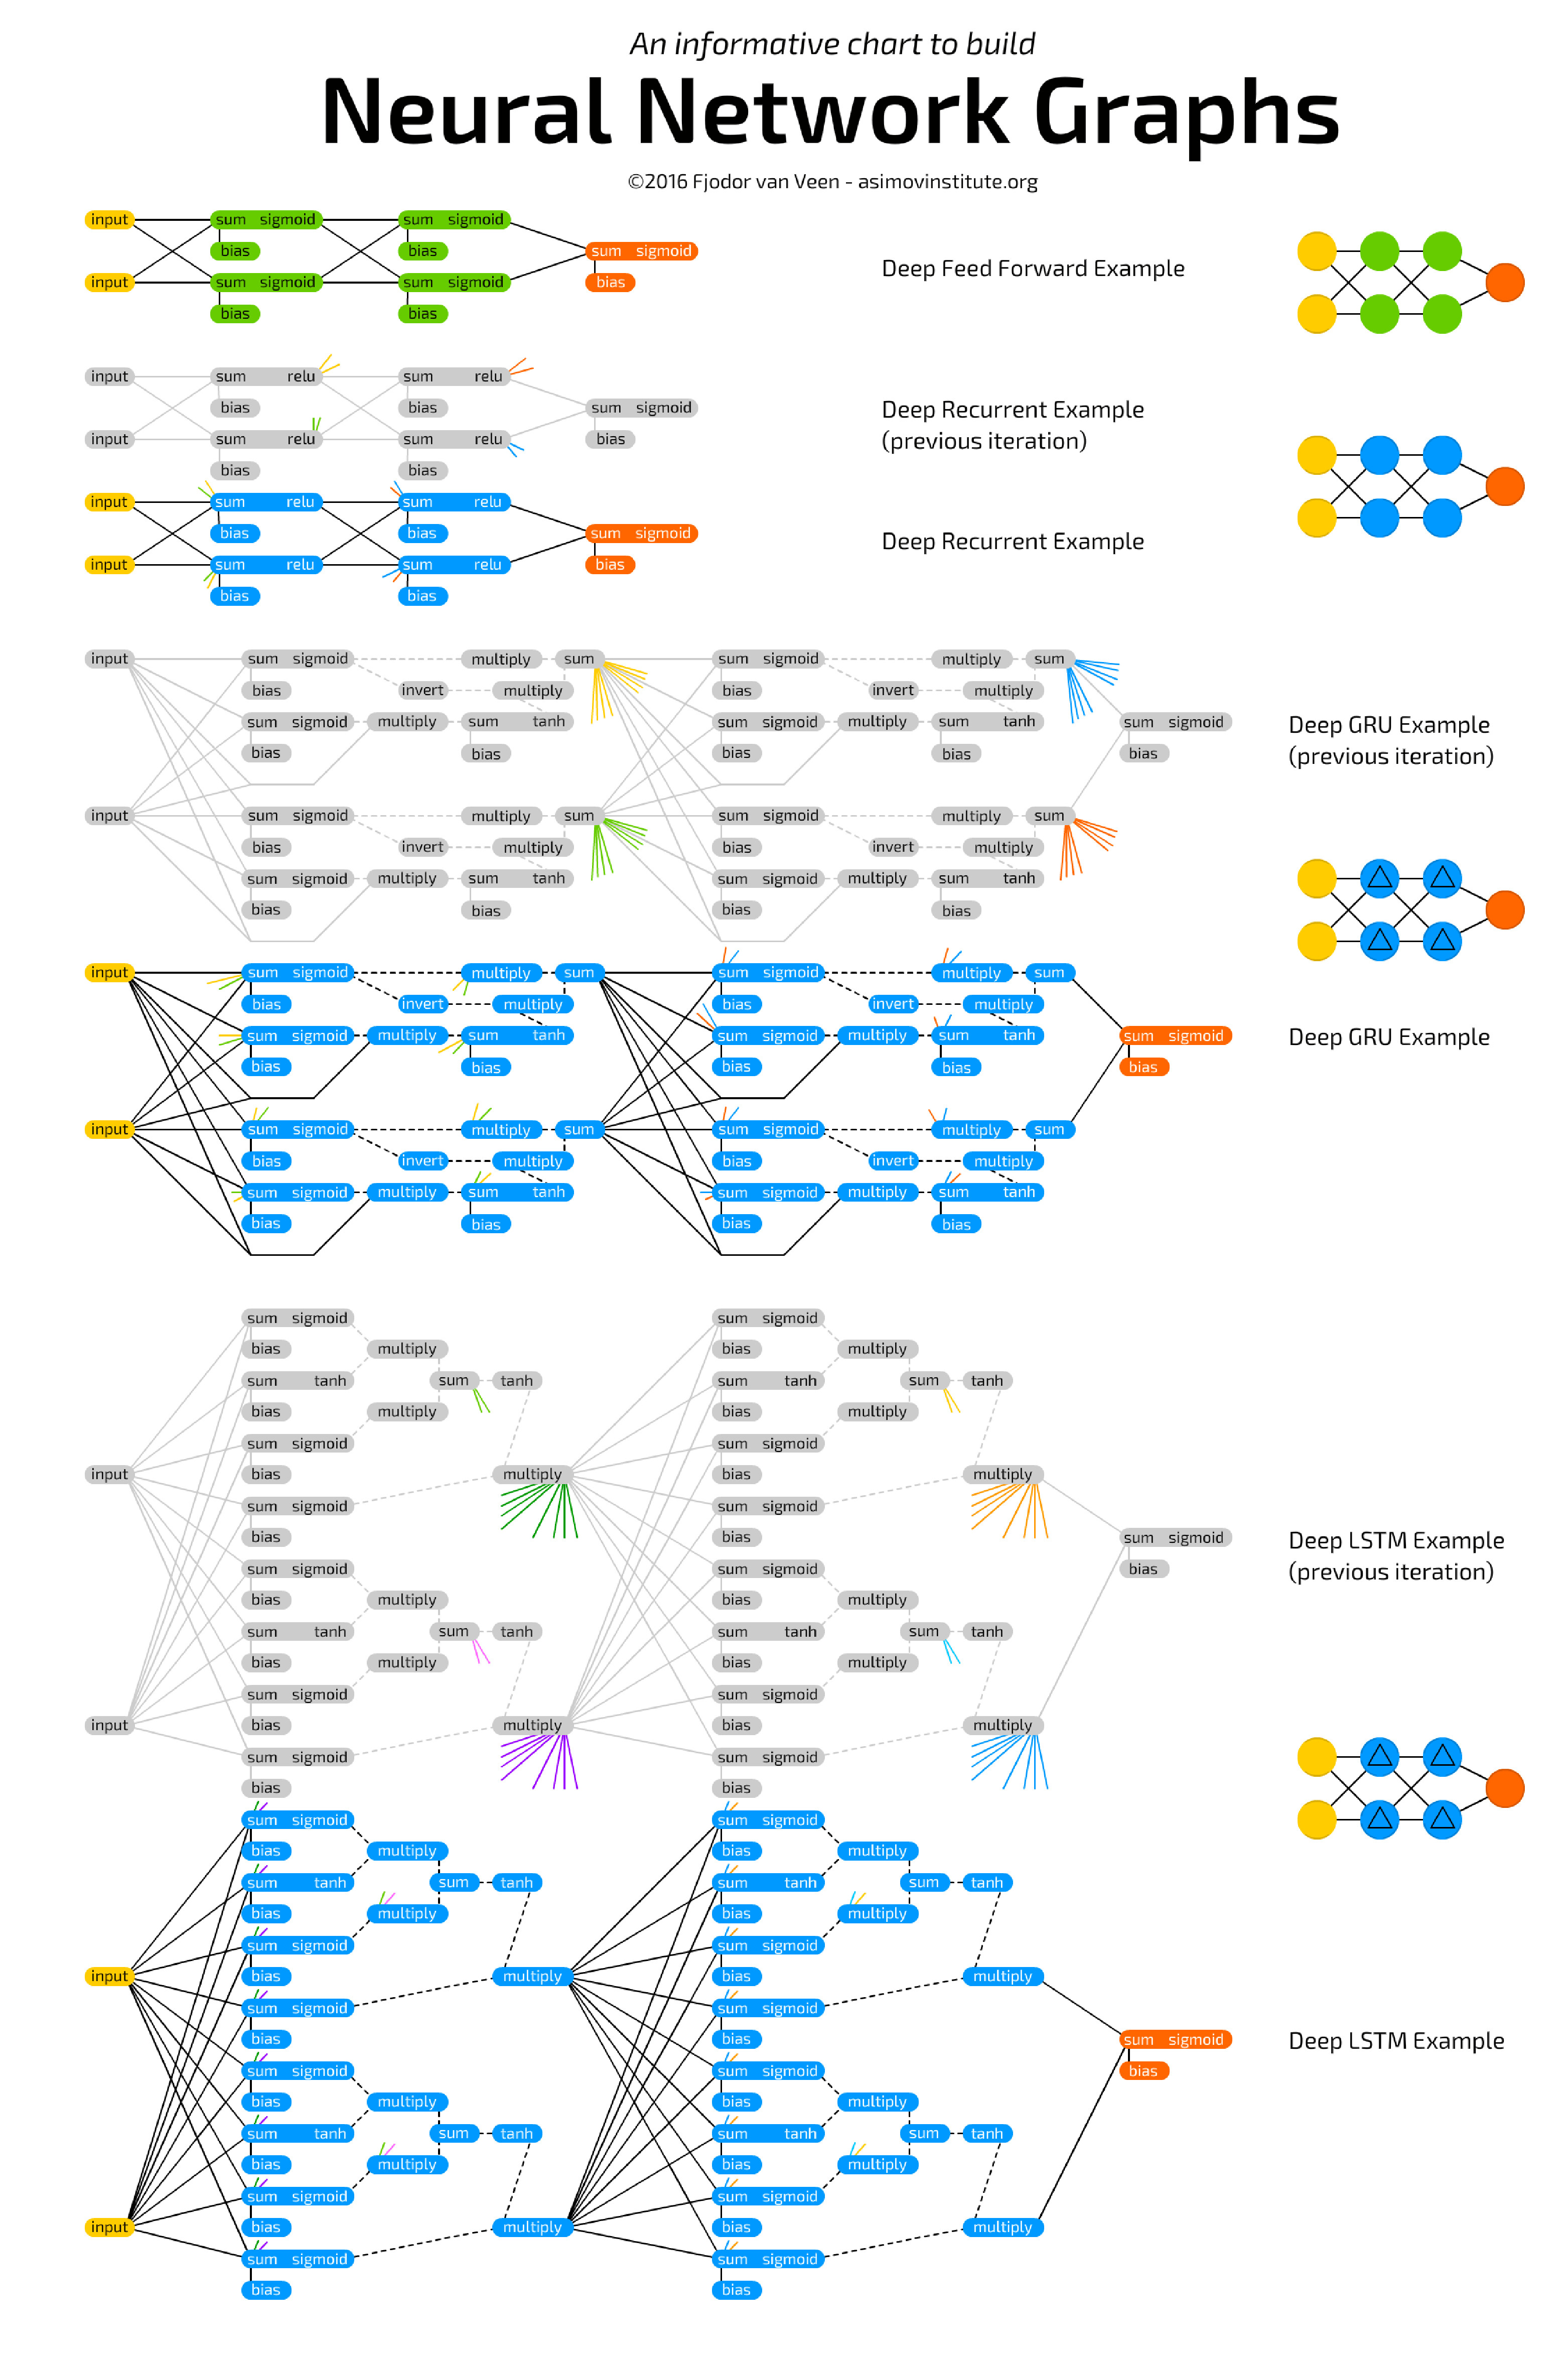 An informative chart to build
Neural Network Graphs
©2016 Fjodor van Veen - asimovinstitute.org
input sum sigmoid sum sigmoid
bias bias sum sigmoid
Deep Feed Forward Example
input sum sigmoid sum sigmoid bias
bias bias
input sum relu sum relu
bias bias sum sigmoid
Deep Recurrent Example
(previous iteration)
input sum relu sum relu bias
bias bias
input sum relu sum relu
bias bias sum sigmoid
Deep Recurrent Example
input sum relu sum relu bias
bias bias
input sum sigmoid multiply sum sum sigmoid multiply sum
bias invert multiply bias invert multiply
sum sigmoid multiply sum tanh sum sigmoid multiply sum tanh sum sigmoid
Deep GRU Example
(previous iteration)
bias bias bias bias bias
input sum sigmoid multiply sum sum sigmoid multiply sum
bias invert multiply bias invert multiply
sum sigmoid multiply sum tanh sum sigmoid multiply sum tanh
bias bias bias bias
input sum sigmoid multiply sum sum sigmoid multiply sum
bias invert multiply bias invert multiply
sum sigmoid multiply sum tanh sum sigmoid multiply sum tanh sum sigmoid
Deep GRU Example
bias bias bias bias bias
input sum sigmoid multiply sum sum sigmoid multiply sum
bias invert multiply bias invert multiply
sum sigmoid multiply sum tanh sum sigmoid multiply sum tanh
bias bias bias bias
sum sigmoid sum sigmoid
bias multiply bias multiply
sum tanh sum tanh sum tanh sum tanh
bias multiply bias multiply
sum sigmoid sum sigmoid
input bias multiply bias multiply
sum sigmoid sum sigmoid
bias bias sum sigmoid
Deep LSTM Example
(previous iteration)
sum sigmoid sum sigmoid bias
bias multiply bias multiply
sum tanh sum tanh sum tanh sum tanh
bias multiply bias multiply
sum sigmoid sum sigmoid
input bias multiply bias multiply
sum sigmoid sum sigmoid
bias bias
sum sigmoid sum sigmoid
bias multiply bias multiply
sum tanh sum tanh sum tanh sum tanh
bias multiply bias multiply
sum sigmoid sum sigmoid
input bias multiply bias multiply
sum sigmoid sum sigmoid
bias bias sum sigmoid
Deep LSTM Example
sum sigmoid sum sigmoid bias
bias multiply bias multiply
sum tanh sum tanh sum tanh sum tanh
bias multiply bias multiply
sum sigmoid sum sigmoid
input bias multiply bias multiply
sum sigmoid sum sigmoid
bias bias